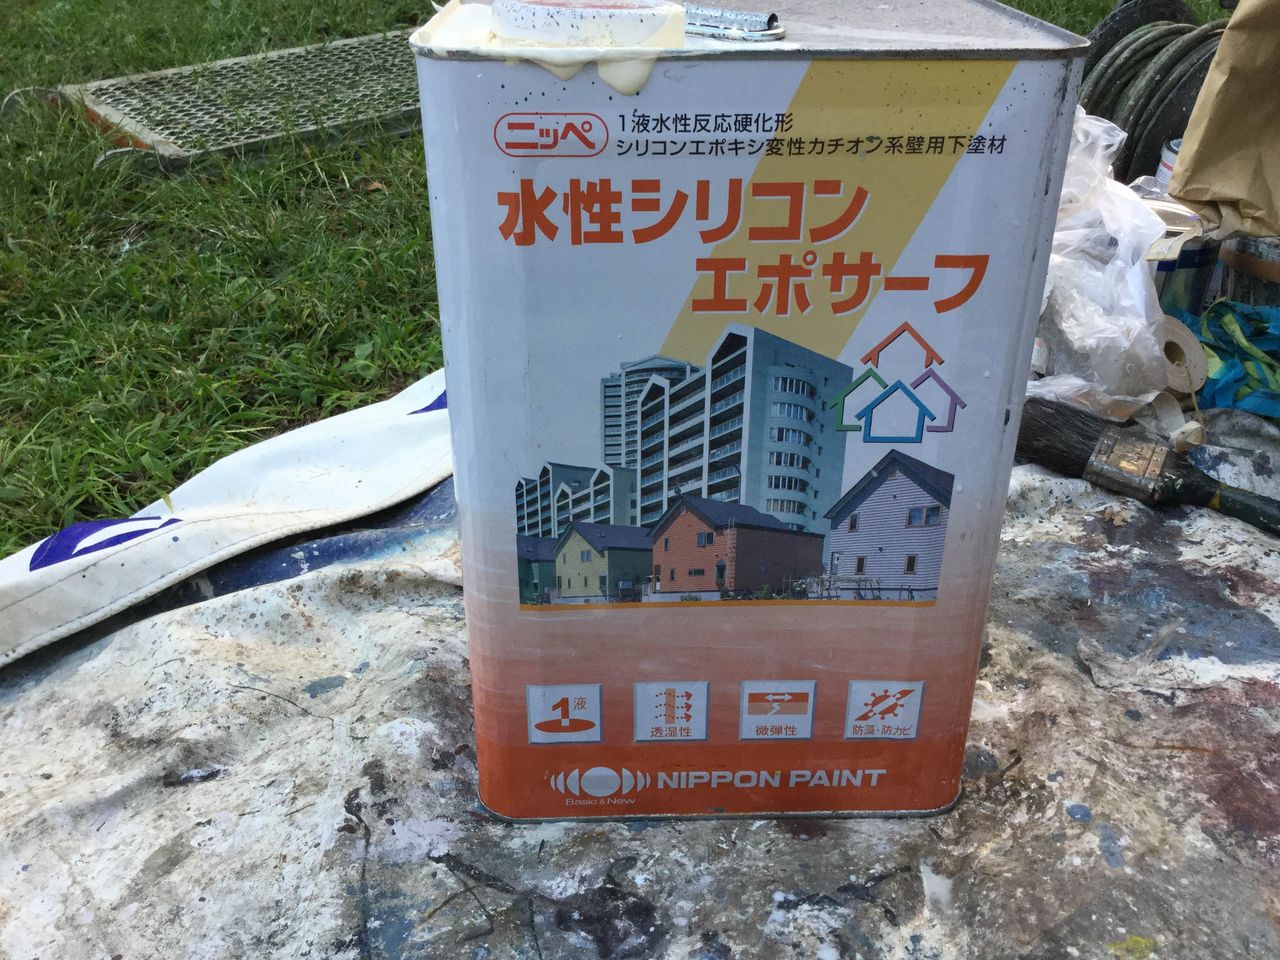 ニッペ
1液水性反応硬化形
シリコンエポキシ変性カチオン系壁用下塗材
水性シリコン
エポサーフ
1液
透湿性
微弾性
防藻・防カビ
NIPPON PAINT
Basic & New